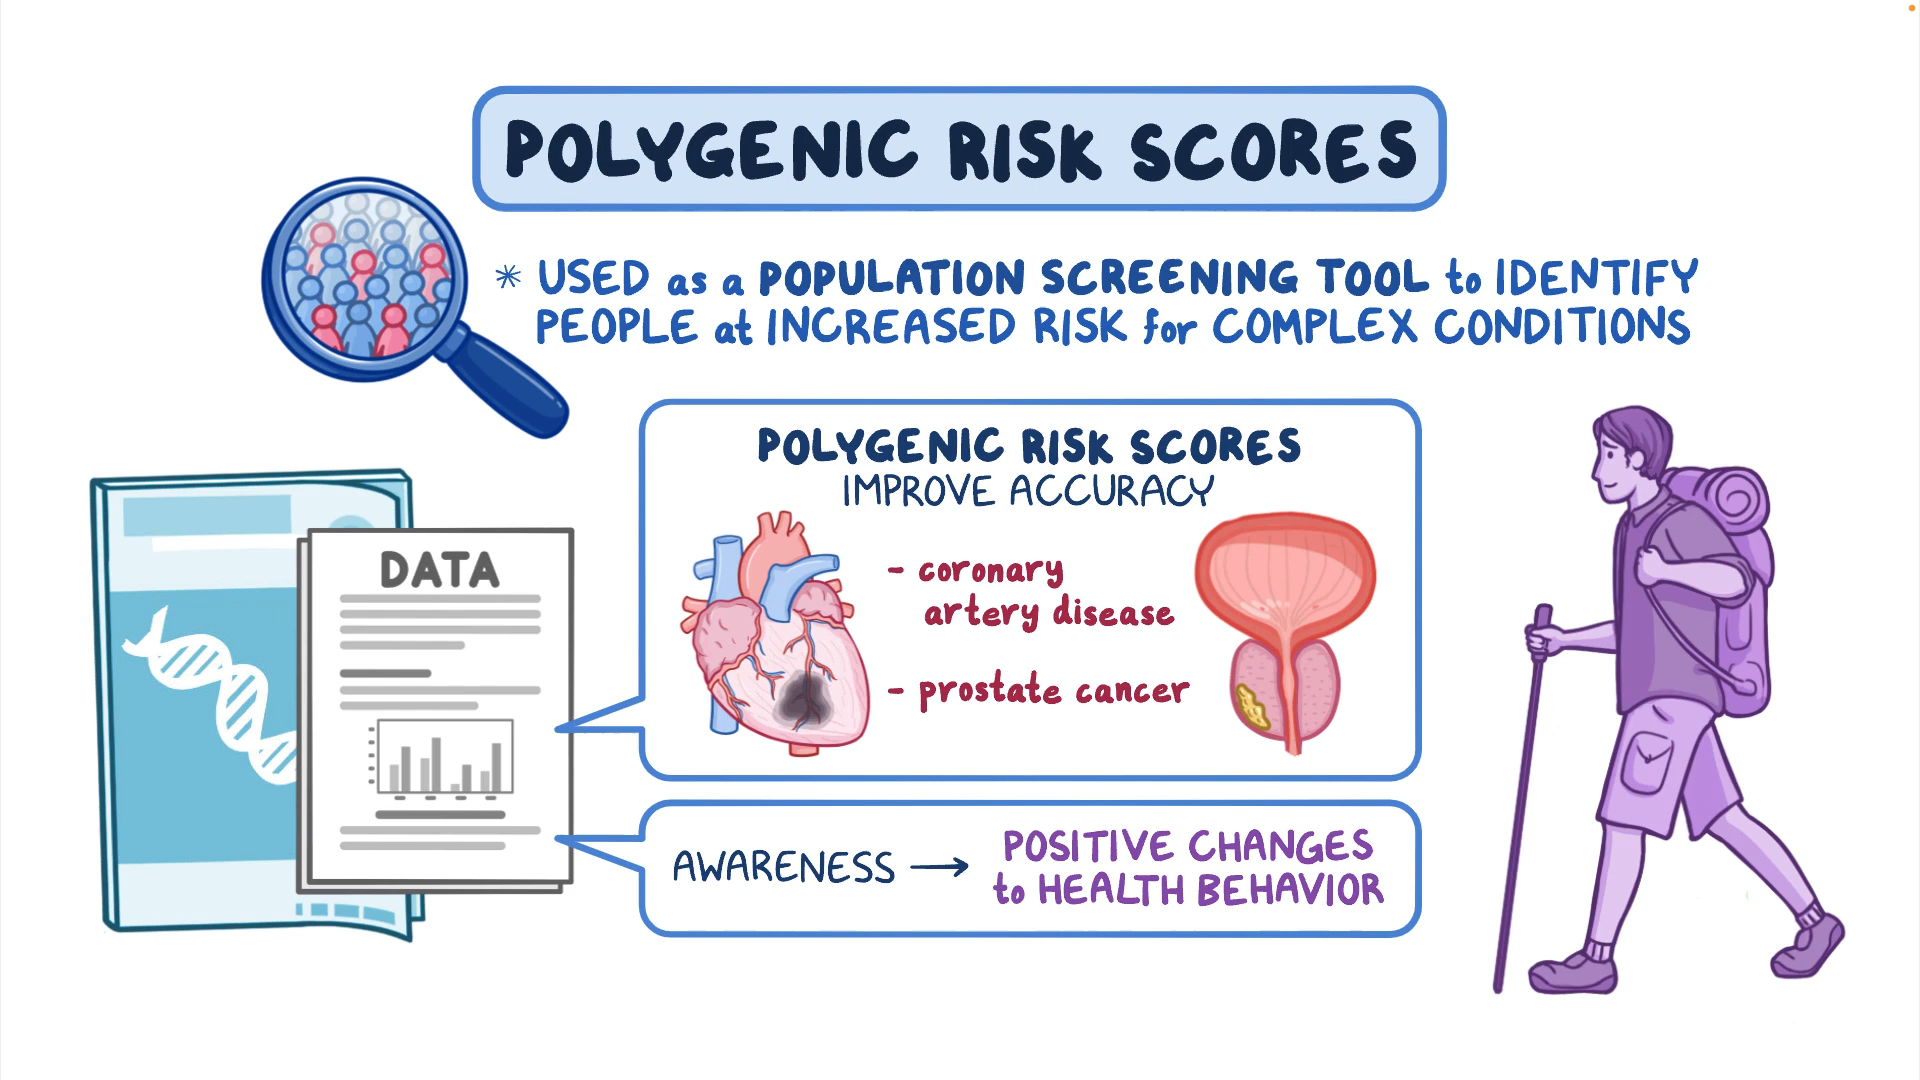 POLYGENIC RISK SCORES
* USED as a POPULATION SCREENING TOOL to IDENTIFY
PEOPLE at INCREASED RISK for COMPLEX CONDITIONS
DATA
POLYGENIC RISK SCORES
IMPROVE ACCURACY
- coronary
artery disease
- prostate cancer
AWARENESS → POSITIVE CHANGES
to HEALTH BEHAVIOR